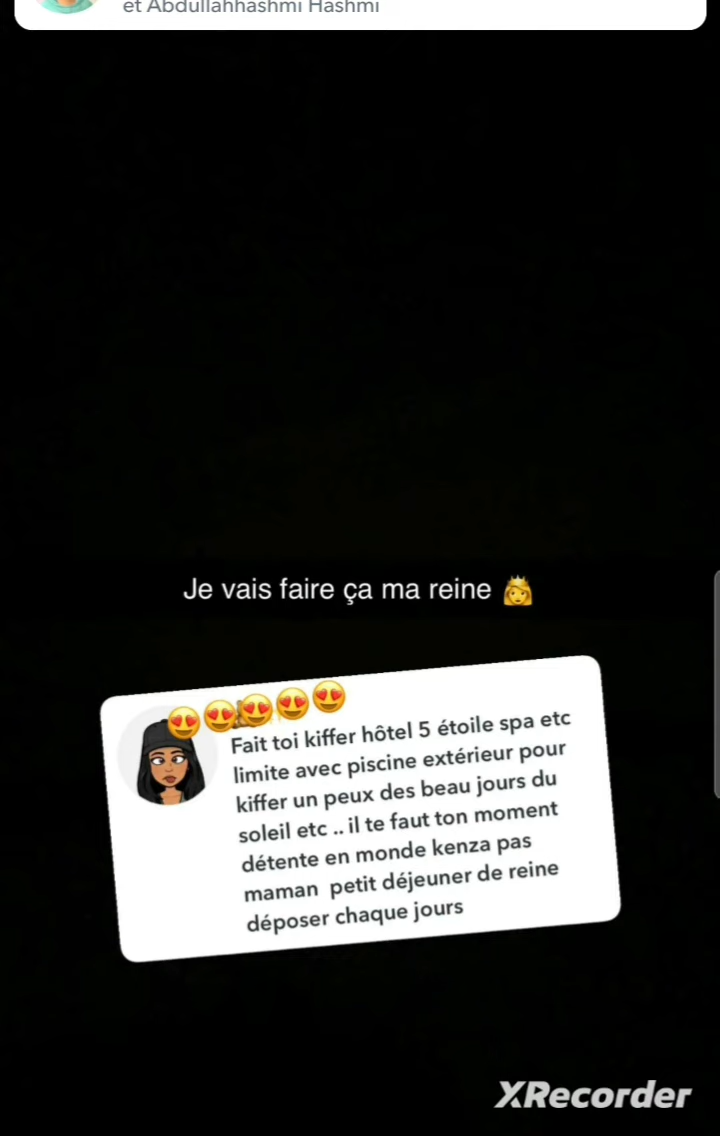 et Abdullahhashmi Hashmi
Je vais faire ça ma reine 👸
😍😍😍😍😍
Fait toi kiffer hôtel 5 étoile spa etc
limite avec piscine extérieur pour
kiffer un peux des beau jours du
soleil etc .. il te faut ton moment
détente en monde kenza pas
maman  petit déjeuner de reine
déposer chaque jours
XRecorder